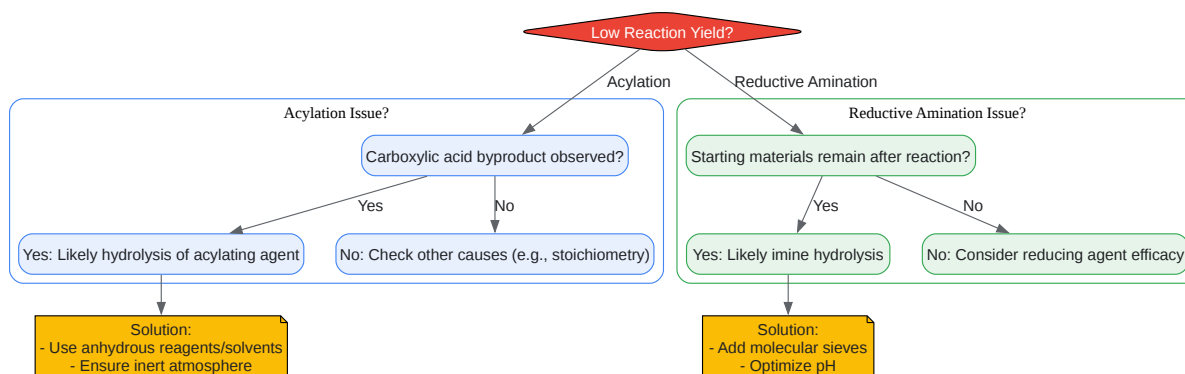 Low Reaction Yield?
Acylation
Reductive Amination
Acylation Issue?
Reductive Amination Issue?
Carboxylic acid byproduct observed?
Starting materials remain after reaction?
Yes
No
Yes
No
Yes: Likely hydrolysis of acylating agent
No: Check other causes (e.g., stoichiometry)
Yes: Likely imine hydrolysis
No: Consider reducing agent efficacy
Solution:
- Use anhydrous reagents/solvents
- Ensure inert atmosphere
Solution:
- Add molecular sieves
- Optimize pH